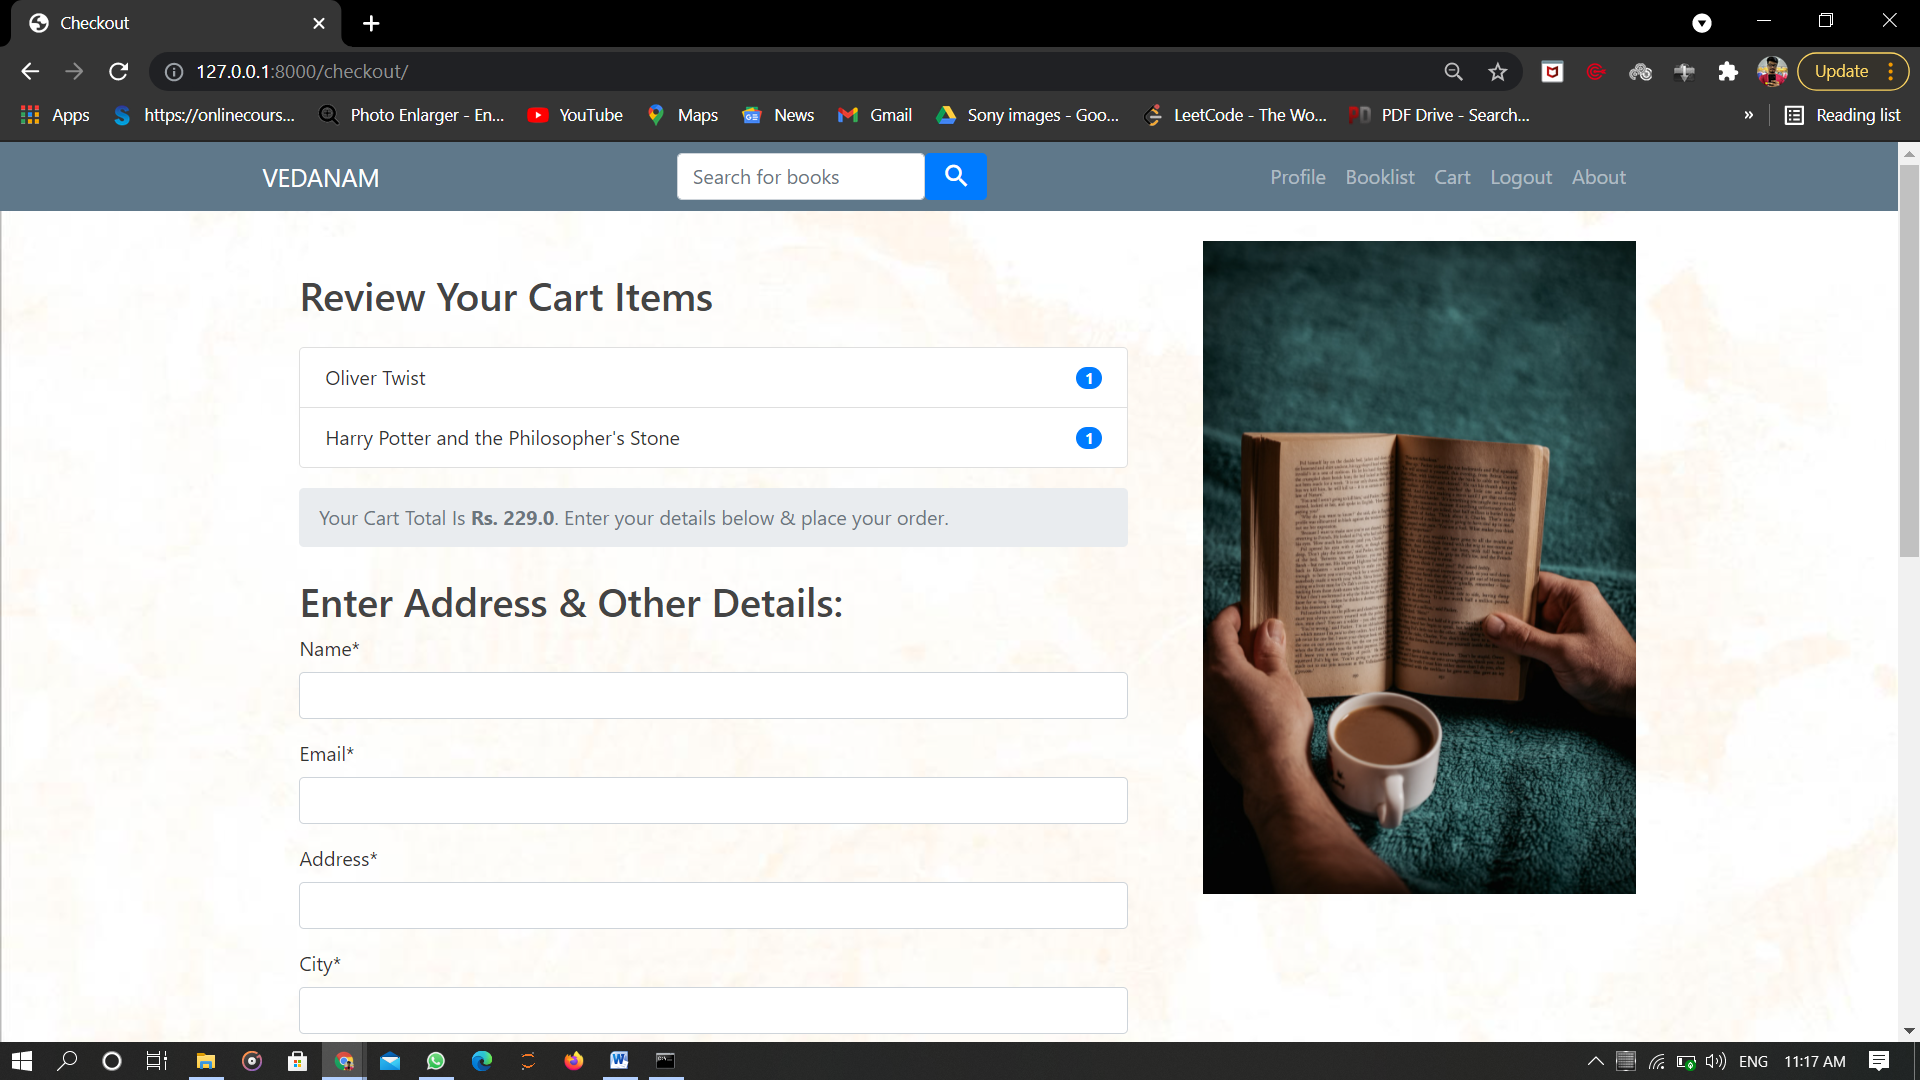 Checkout
127.0.0.1:8000/checkout/
Update
Apps
https://onlinecours...
Photo Enlarger - En...
YouTube
Maps
News
Gmail
Sony images - Goo...
LeetCode - The Wo...
PDF Drive - Search...
»
Reading list
VEDANAM
Search for books
Profile
Booklist
Cart
Logout
About
Review Your Cart Items
Oliver Twist 1
Harry Potter and the Philosopher's Stone 1
Your Cart Total Is Rs. 229.0. Enter your details below & place your order.
Enter Address & Other Details:
Name*
Email*
Address*
City*
ENG
11:17 AM